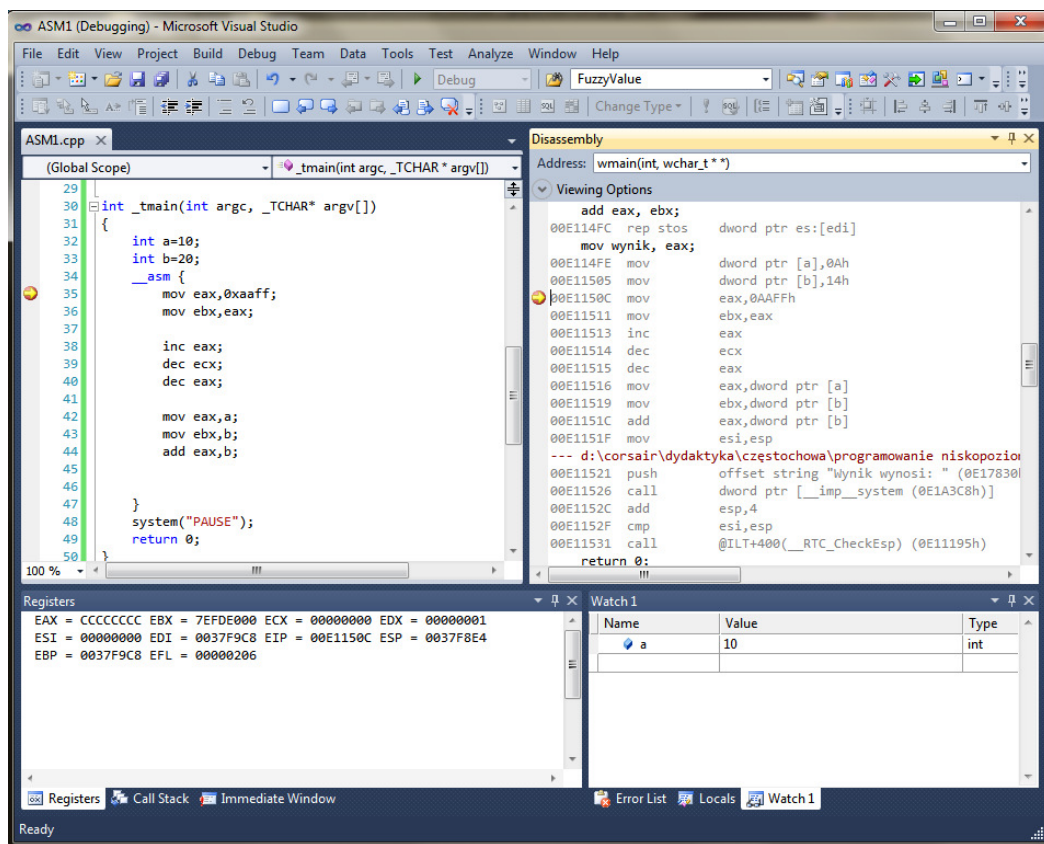 ASM1 (Debugging) - Microsoft Visual Studio
File Edit View Project Build Debug Team Data Tools Test Analyze Window Help
Debug FuzzyValue
Change Type
ASM1.cpp
(Global Scope) _tmain(int argc, _TCHAR * argv[])
29
30 int _tmain(int argc, _TCHAR* argv[])
31 {
32 int a=10;
33 int b=20;
34 __asm {
35 mov eax,0xaaff;
36 mov ebx,eax;
37
38 inc eax;
39 dec ecx;
40 dec eax;
41
42 mov eax,a;
43 mov ebx,b;
44 add eax,b;
45
46
47 }
48 system("PAUSE");
49 return 0;
50 }
100 %
Disassembly
Address: wmain(int, wchar_t * *)
Viewing Options
add eax, ebx;
00E114FC rep stos dword ptr es:[edi]
mov wynik, eax;
00E114FE mov dword ptr [a],0Ah
00E11505 mov dword ptr [b],14h
00E1150C mov eax,0AAFFh
00E11511 mov ebx,eax
00E11513 inc eax
00E11514 dec ecx
00E11515 dec eax
00E11516 mov eax,dword ptr [a]
00E11519 mov ebx,dword ptr [b]
00E1151C add eax,dword ptr [b]
00E1151F mov esi,esp
--- d:\corsair\dydaktyka\częstochowa\programowanie niskopozio
00E11521 push offset string "Wynik wynosi: " (0E17830
00E11526 call dword ptr [__imp__system (0E1A3C8h)]
00E1152C add esp,4
00E1152F cmp esi,esp
00E11531 call @ILT+400(__RTC_CheckEsp) (0E11195h)
return 0;
Registers
EAX = CCCCCCCC EBX = 7EFDE000 ECX = 00000000 EDX = 00000001
ESI = 00000000 EDI = 0037F9C8 EIP = 00E1150C ESP = 0037F8E4
EBP = 0037F9C8 EFL = 00000206
Watch 1
Name Value Type
a 10 int
Registers Call Stack Immediate Window
Error List Locals Watch 1
Ready